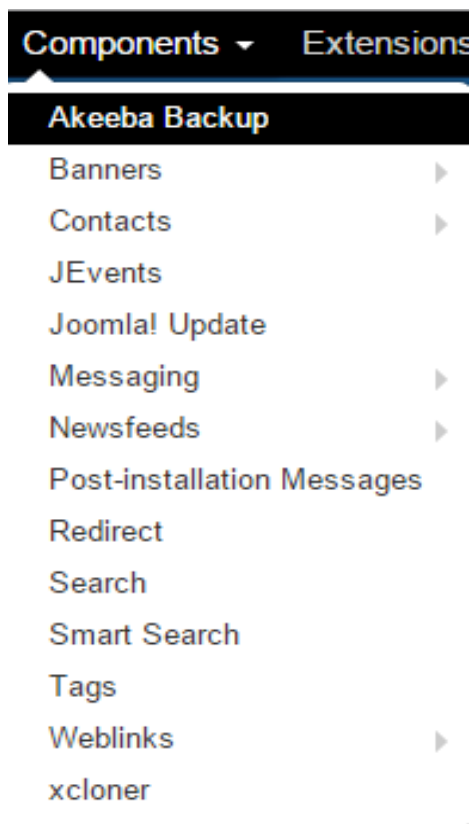 Components Extensions
Akeeba Backup
Banners
Contacts
JEvents
Joomla! Update
Messaging
Newsfeeds
Post-installation Messages
Redirect
Search
Smart Search
Tags
Weblinks
xcloner